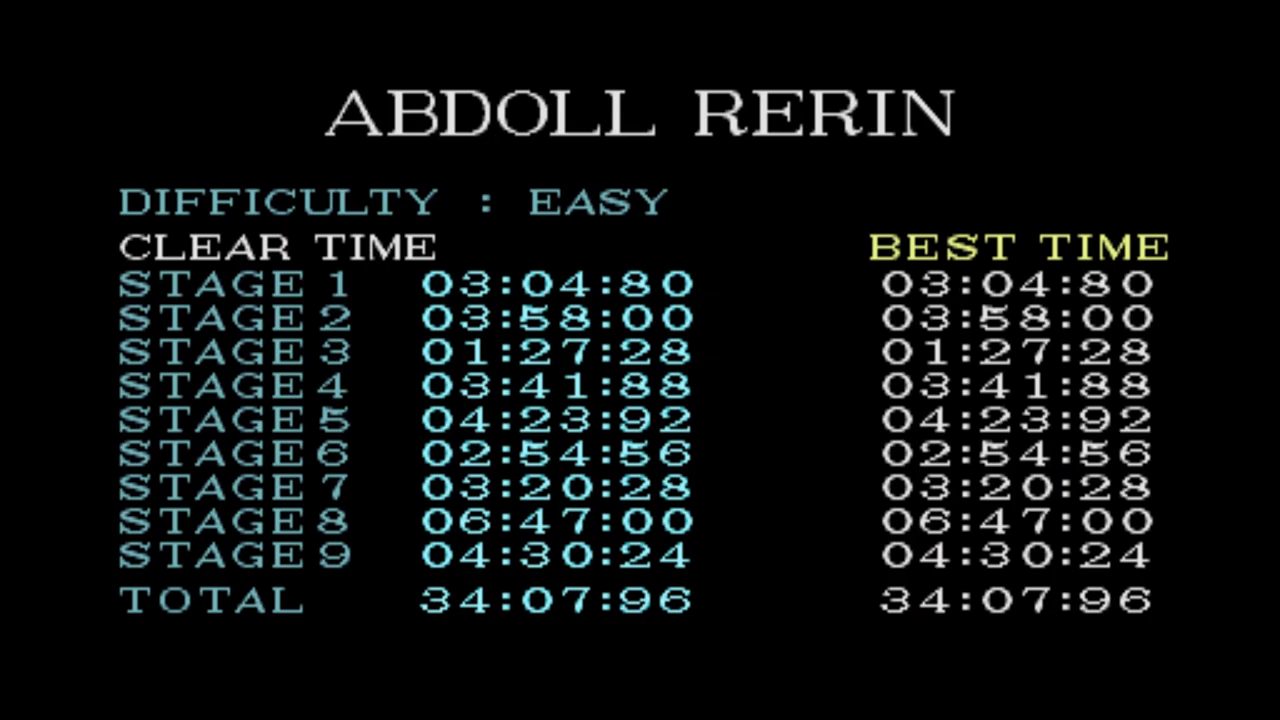 ABDOLL RERIN
DIFFICULTY : EASY
CLEAR TIME BEST TIME
STAGE 1 03:04:80 03:04:80
STAGE 2 03:58:00 03:58:00
STAGE 3 01:27:28 01:27:28
STAGE 4 03:41:88 03:41:88
STAGE 5 04:23:92 04:23:92
STAGE 6 02:54:56 02:54:56
STAGE 7 03:20:28 03:20:28
STAGE 8 06:47:00 06:47:00
STAGE 9 04:30:24 04:30:24
TOTAL 34:07:96 34:07:96